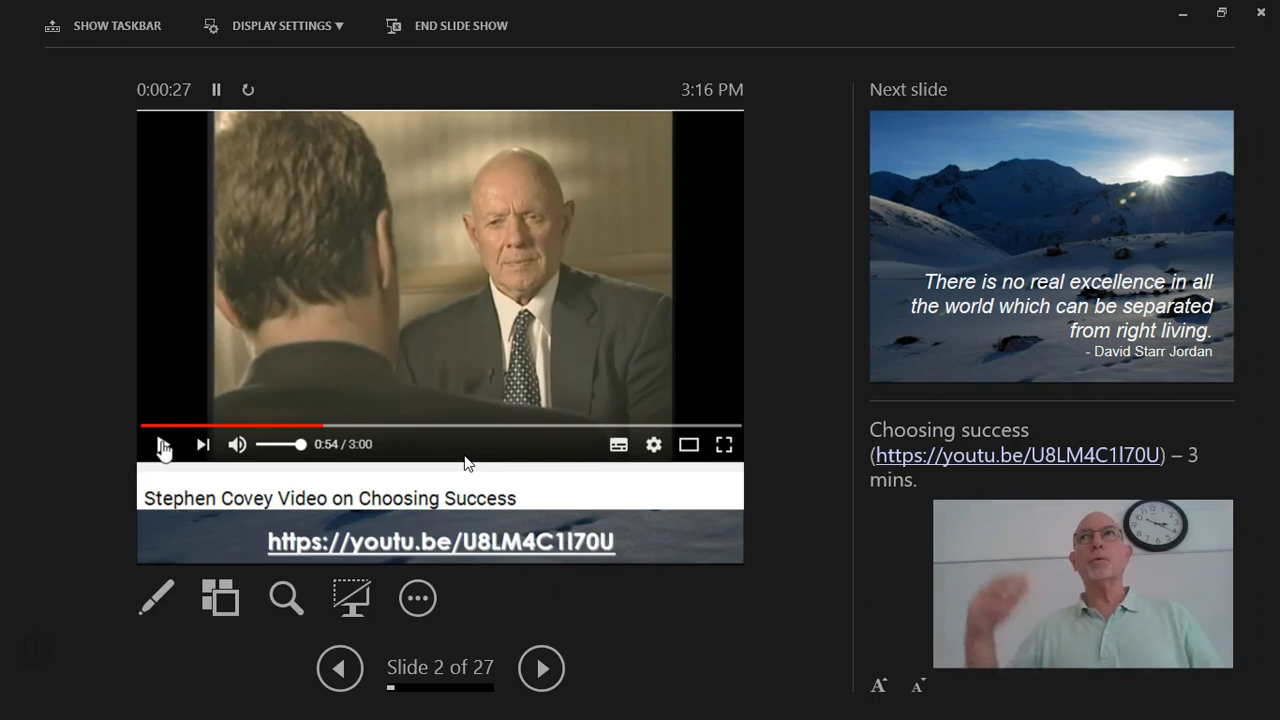 SHOW TASKBAR
DISPLAY SETTINGS ▼
END SLIDE SHOW
0:00:27
3:16 PM
0:54 / 3:00
Stephen Covey Video on Choosing Success
https://youtu.be/U8LM4C1l70U
Slide 2 of 27
Next slide
There is no real excellence in all
the world which can be separated
from right living.
- David Starr Jordan
Choosing success
(https://youtu.be/U8LM4C1l70U) – 3
mins.
A A